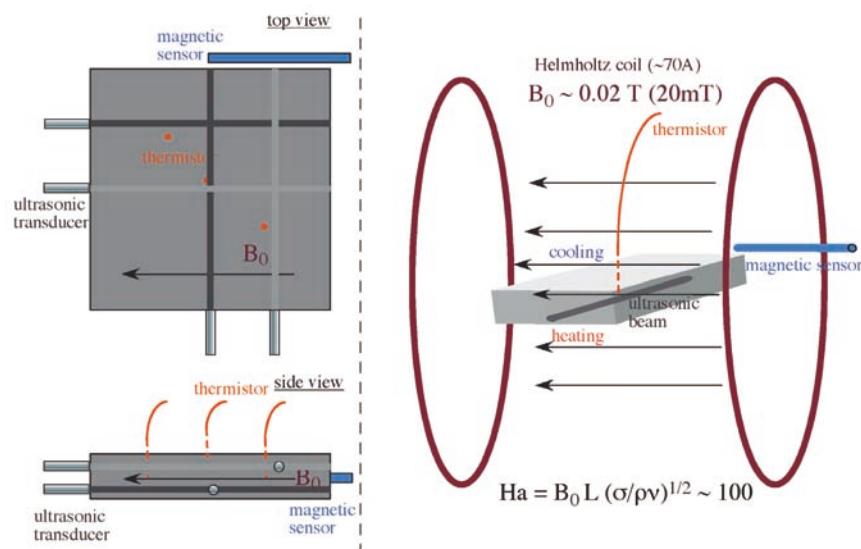 top view
magnetic
sensor
thermisto
ultrasonic
transducer
B₀
thermistor
side view
B₀
ultrasonic
transducer
magnetic
sensor
Helmholtz coil (~70A)
B₀ ~ 0.02 T (20mT)
thermistor
cooling
magnetic sensor
ultrasonic
beam
heating
Ha = B₀ L (σ/ρν)^1/2 ~ 100